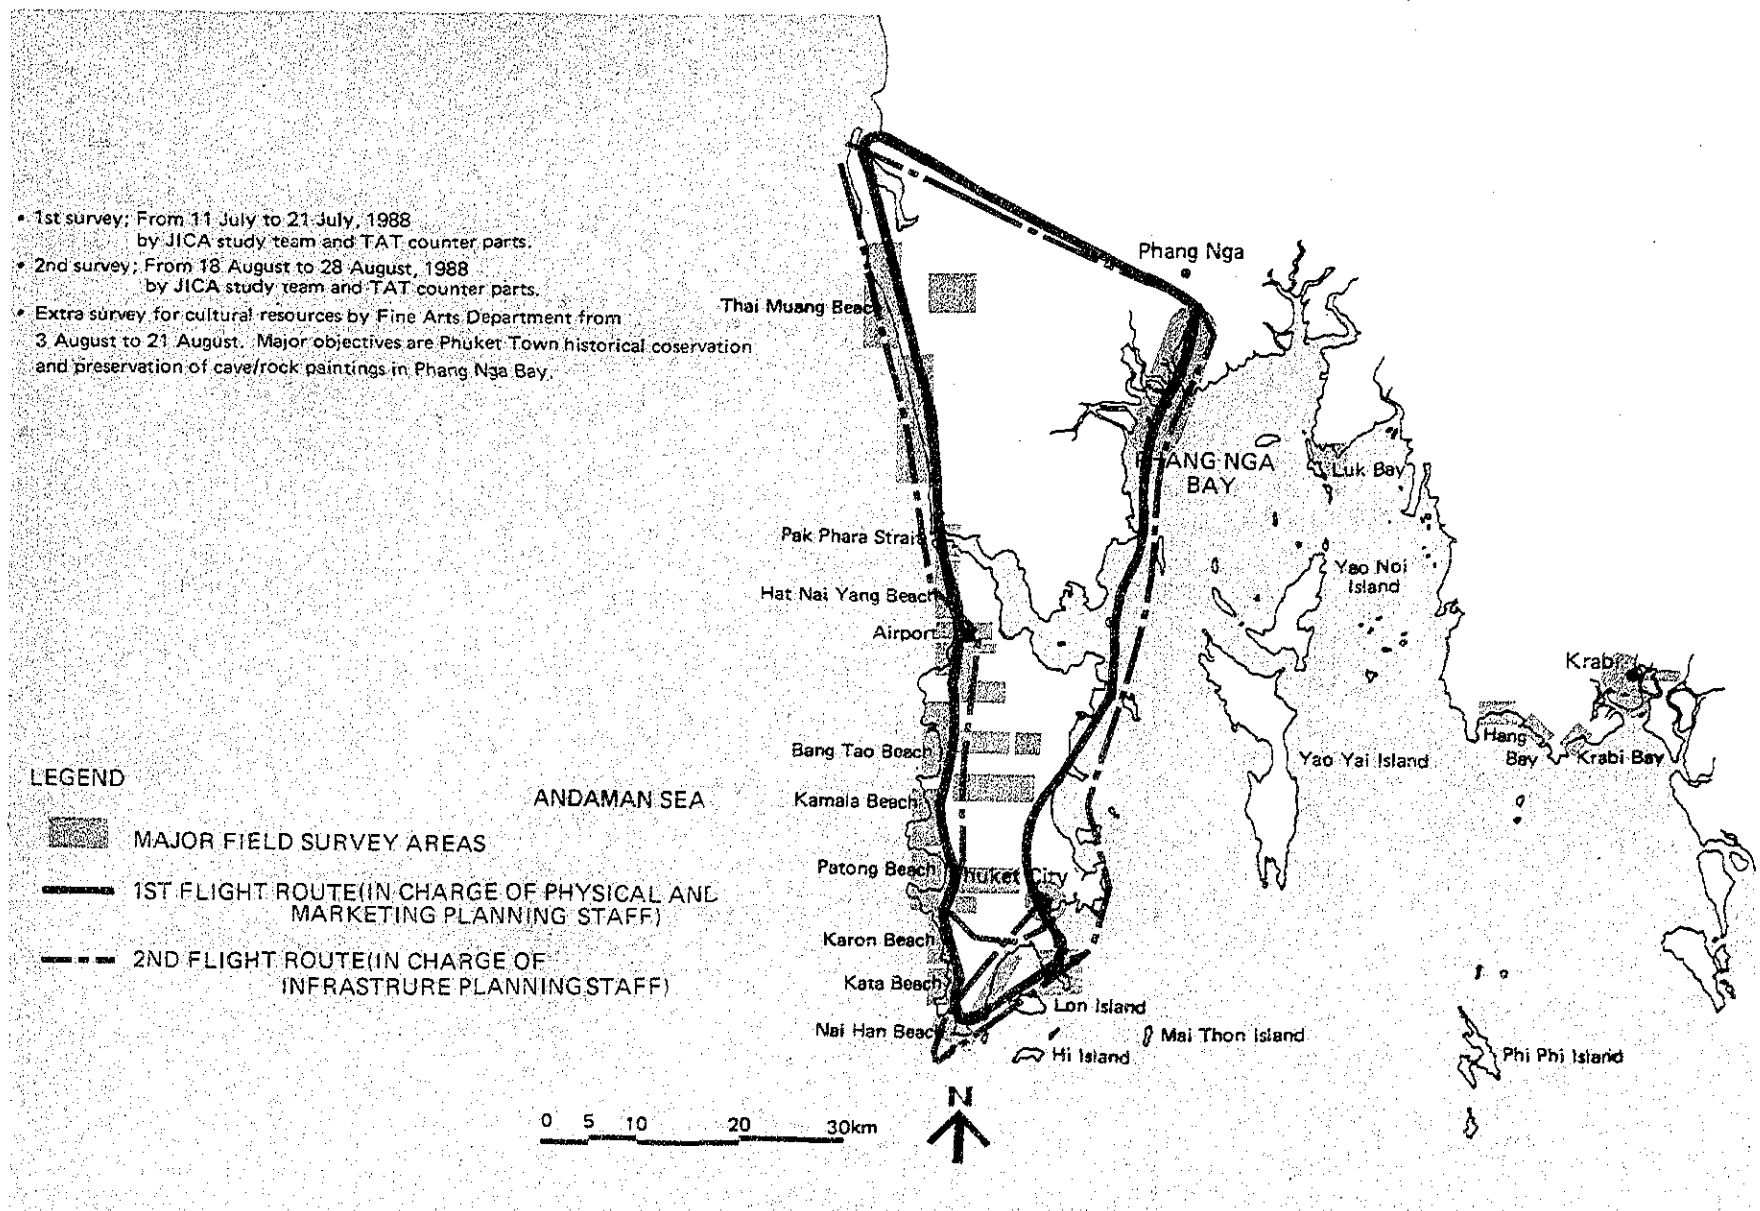 • 1st survey; From 11 July to 21 July, 1988
by JICA study team and TAT counter parts.
• 2nd survey; From 18 August to 28 August, 1988
by JICA study team and TAT counter parts.
• Extra survey for cultural resources by Fine Arts Department from
3 August to 21 August. Major objectives are Phuket Town historical coservation
and preservation of cave/rock paintings in Phang Nga Bay.
Phang Nga
Thai Muang Beach
PHANG NGA
BAY
Luk Bay
Pak Phara Strait
Yao Noi
Island
Hat Nai Yang Beach
Airport
Krabi
Bang Tao Beach
Yao Yai Island
Hang
Bay
Krabi Bay
Kamala Beach
Patong Beach
Phuket City
Karon Beach
Kata Beach
Lon Island
Nai Han Beach
Mai Thon Island
Hi Island
Phi Phi Island
ANDAMAN SEA
LEGEND
MAJOR FIELD SURVEY AREAS
1ST FLIGHT ROUTE(IN CHARGE OF PHYSICAL AND
MARKETING PLANNING STAFF)
2ND FLIGHT ROUTE(IN CHARGE OF
INFRASTRURE PLANNING STAFF)
N
0 5 10 20 30km